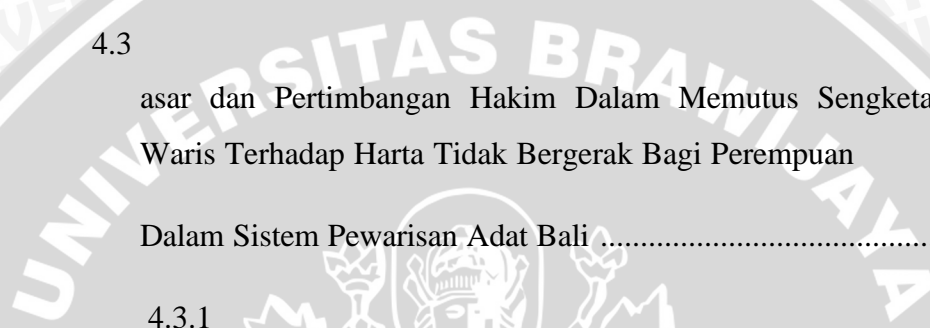 4.3
asar dan Pertimbangan Hakim Dalam Memutus Sengketa
Waris Terhadap Harta Tidak Bergerak Bagi Perempuan
Dalam Sistem Pewarisan Adat Bali ....................................
4.3.1